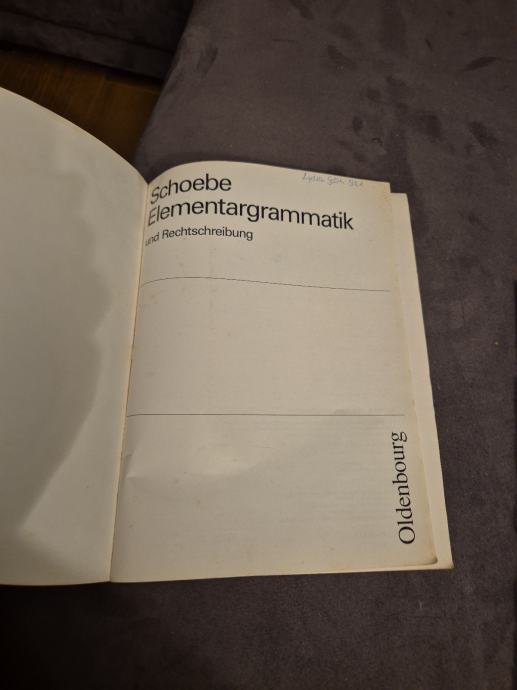 Schoebe
Elementargrammatik
und Rechtschreibung
Oldenbourg